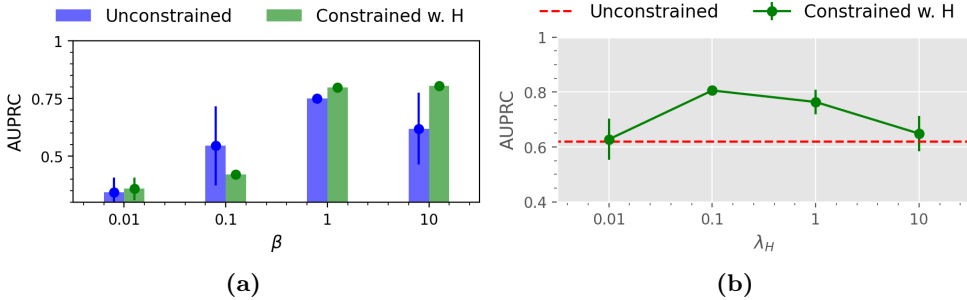 Unconstrained Constrained w. H
1
0.75
0.5
AUPRC
0.01 0.1 1 10
β
(a)
Unconstrained Constrained w. H
1
0.8
0.6
0.4
AUPRC
0.01 0.1 1 10
λ_H
(b)